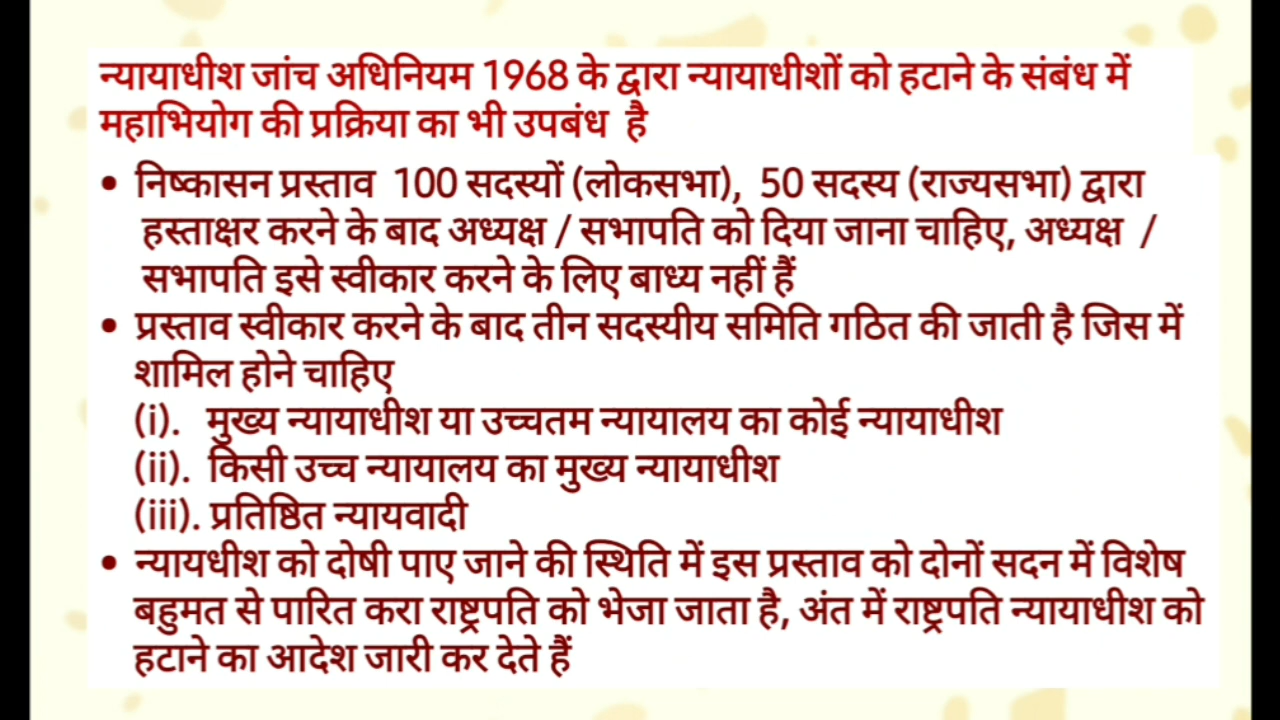 न्यायाधीश जांच अधिनियम 1968 के द्वारा न्यायाधीशों को हटाने के संबंध में
महाभियोग की प्रक्रिया का भी उपबंध है
• निष्कासन प्रस्ताव 100 सदस्यों (लोकसभा), 50 सदस्य (राज्यसभा) द्वारा
हस्ताक्षर करने के बाद अध्यक्ष / सभापति को दिया जाना चाहिए, अध्यक्ष /
सभापति इसे स्वीकार करने के लिए बाध्य नहीं हैं
• प्रस्ताव स्वीकार करने के बाद तीन सदस्यीय समिति गठित की जाती है जिस में
शामिल होने चाहिए
(i). मुख्य न्यायाधीश या उच्चतम न्यायालय का कोई न्यायाधीश
(ii). किसी उच्च न्यायालय का मुख्य न्यायाधीश
(iii). प्रतिष्ठित न्यायवादी
• न्यायधीश को दोषी पाए जाने की स्थिति में इस प्रस्ताव को दोनों सदन में विशेष
बहुमत से पारित करा राष्ट्रपति को भेजा जाता है, अंत में राष्ट्रपति न्यायाधीश को
हटाने का आदेश जारी कर देते हैं